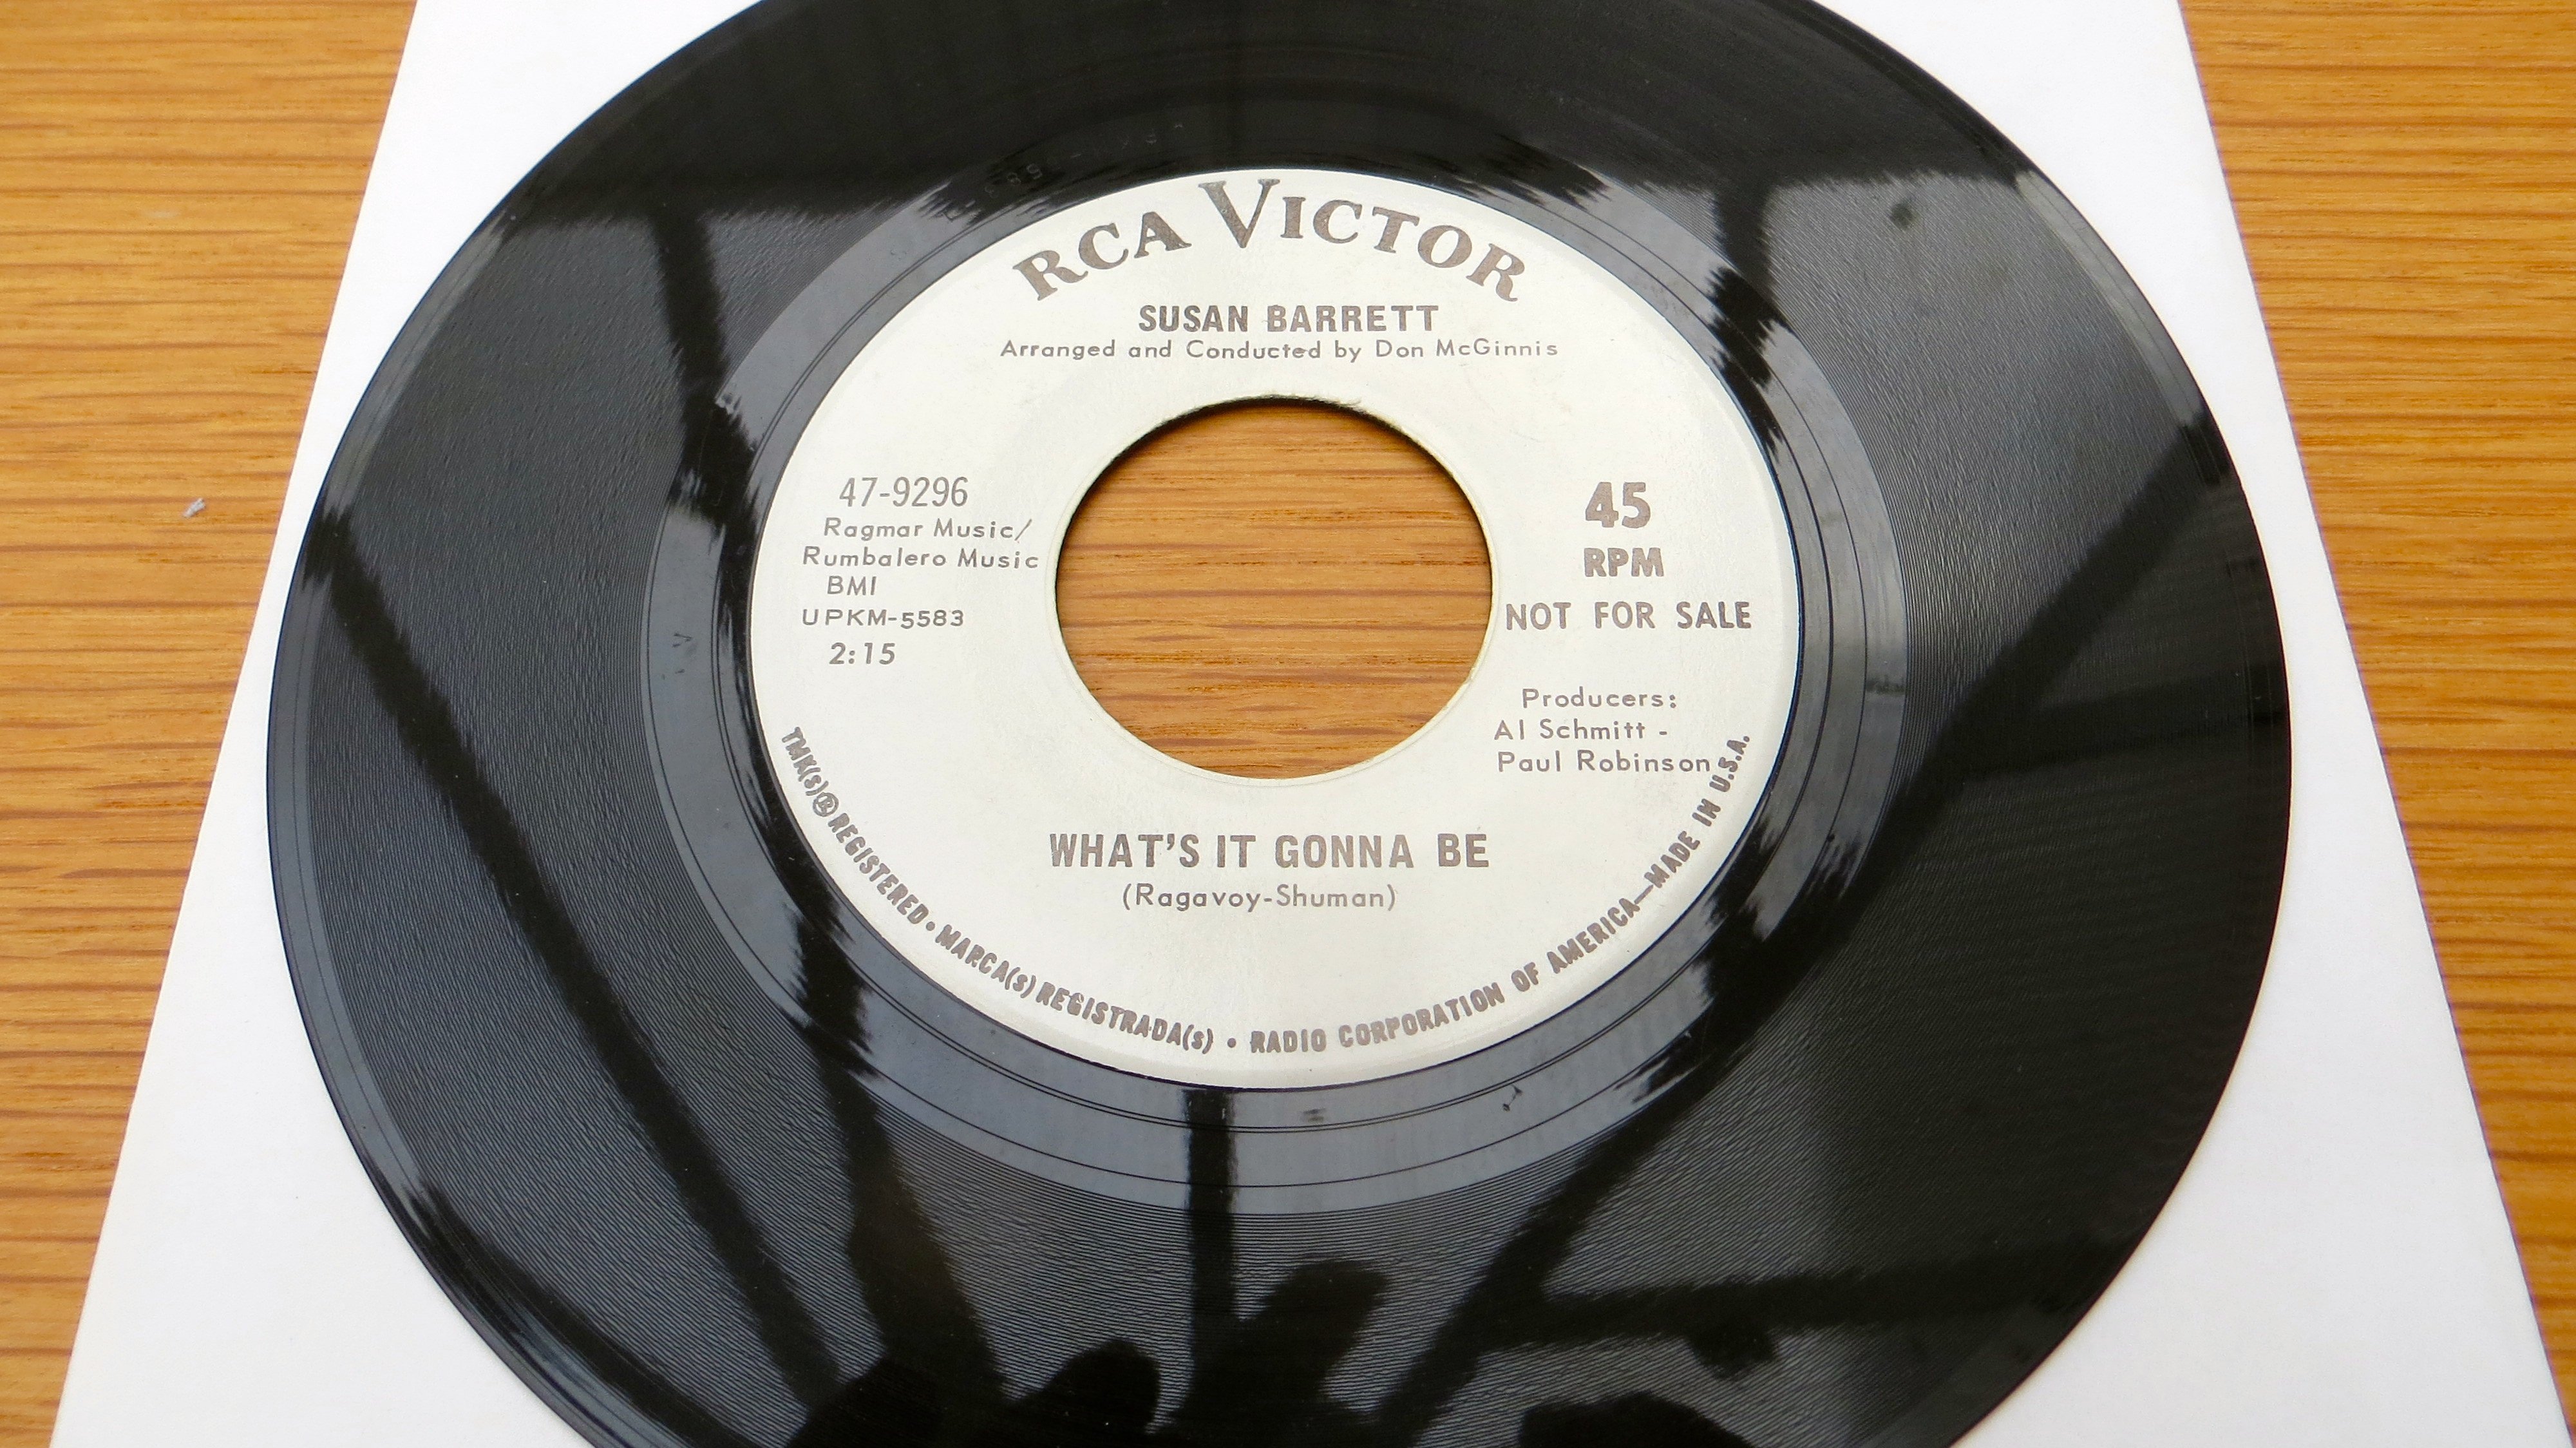 RCA VICTOR
SUSAN BARRETT
Arranged and Conducted by Don McGinnis
47-9296
Ragmar Music/
Rumbalero Music
BMI
UPKM-5583
2:15
45
RPM
NOT FOR SALE
Producers:
Al Schmitt -
Paul Robinson
WHAT'S IT GONNA BE
(Ragavoy-Shuman)
TMK(s) ® REGISTERED • MARCA(s) REGISTRADA(s) • RADIO CORPORATION OF AMERICA—MADE IN U.S.A.